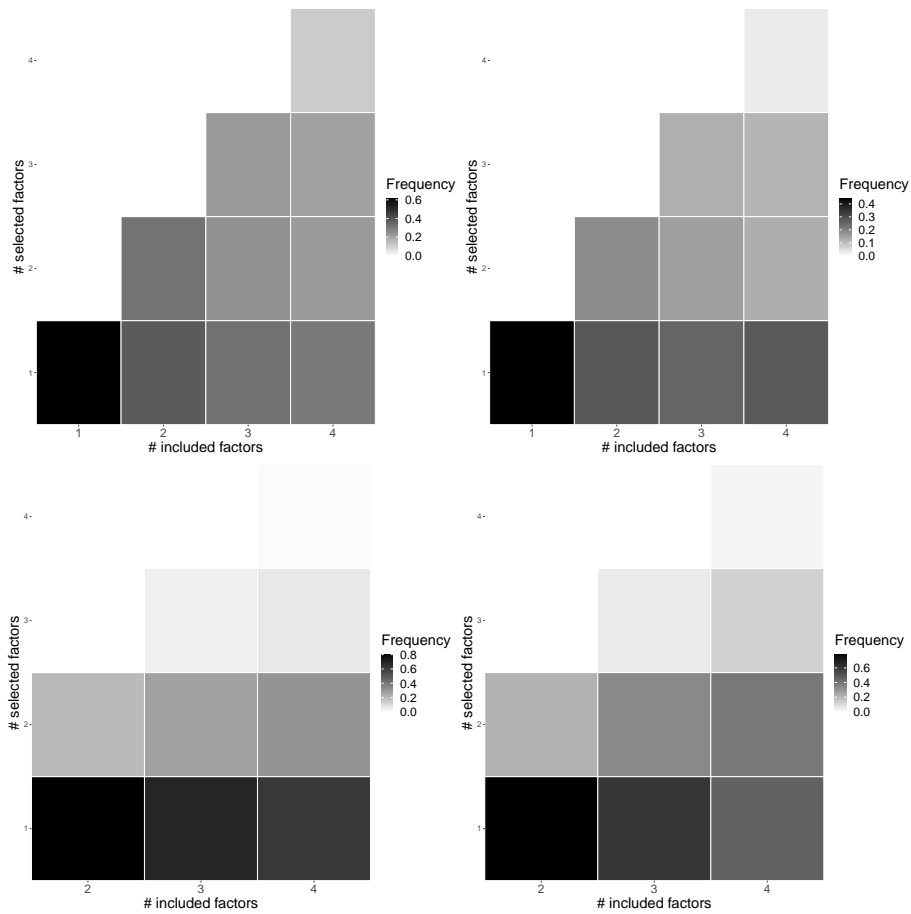 4
3
2
1
# selected factors
1 2 3 4
# included factors
Frequency
0.6
0.4
0.2
0.0
4
3
2
1
# selected factors
1 2 3 4
# included factors
Frequency
0.4
0.3
0.2
0.1
0.0
4
3
2
1
# selected factors
2 3 4
# included factors
Frequency
0.8
0.6
0.4
0.2
0.0
4
3
2
1
# selected factors
2 3 4
# included factors
Frequency
0.6
0.4
0.2
0.0